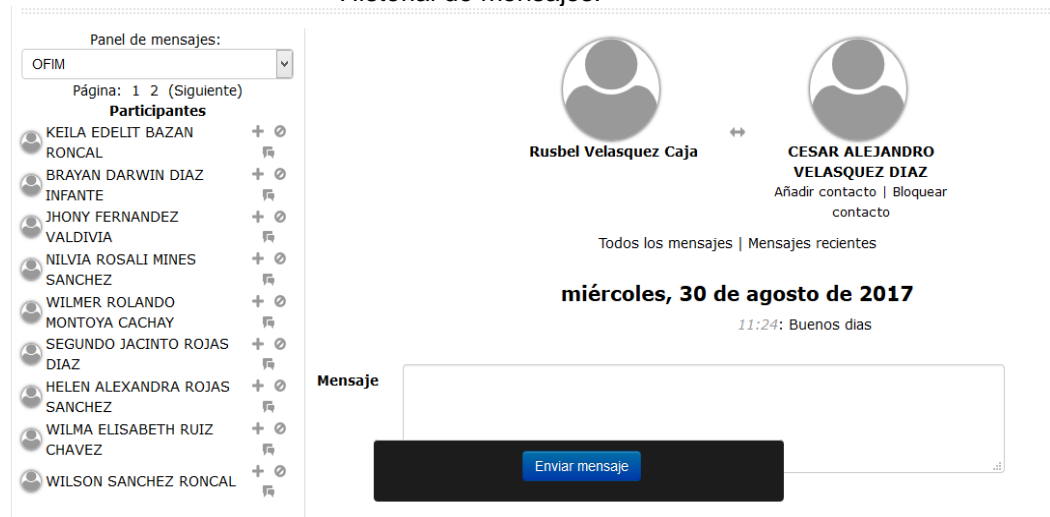 Historial de mensajes.
Panel de mensajes:
OFIM
Página: 1 2 (Siguiente)
Participantes
KEILA EDELIT BAZAN
RONCAL
BRAYAN DARWIN DIAZ
INFANTE
JHONY FERNANDEZ
VALDIVIA
NILVIA ROSALI MINES
SANCHEZ
WILMER ROLANDO
MONTOYA CACHAY
SEGUNDO JACINTO ROJAS
DIAZ
HELEN ALEXANDRA ROJAS
SANCHEZ
WILMA ELISABETH RUIZ
CHAVEZ
WILSON SANCHEZ RONCAL
Rusbel Velasquez Caja
CESAR ALEJANDRO
VELASQUEZ DIAZ
Añadir contacto | Bloquear
contacto
Todos los mensajes | Mensajes recientes
miércoles, 30 de agosto de 2017
11:24: Buenos dias
Mensaje
Enviar mensaje